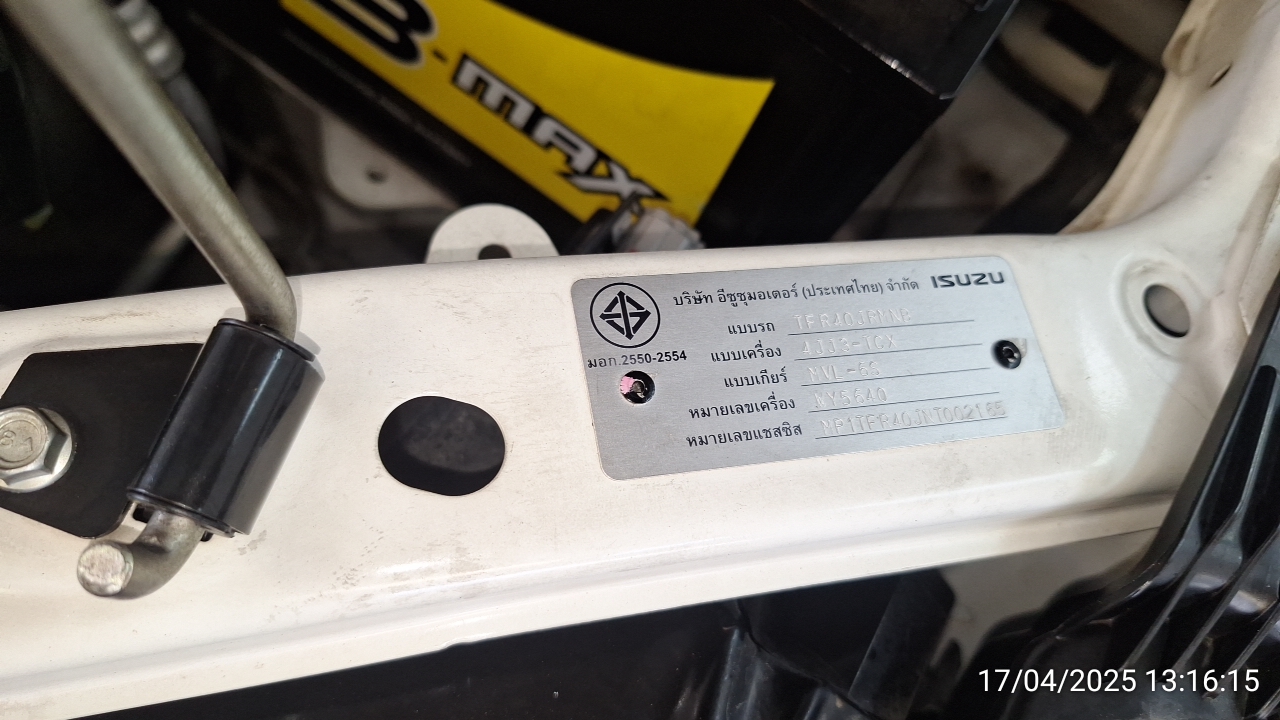 B-MAX
บริษัท อีซูซุมอเตอร์ (ประเทศไทย) จำกัด ISUZU
แบบรถ
มอก.2550-2554
แบบเครื่อง 4JJ3-TCX
แบบเกียร์
หมายเลขเครื่อง NY5640
หมายเลขแชสซิส
17/04/2025 13:16:15